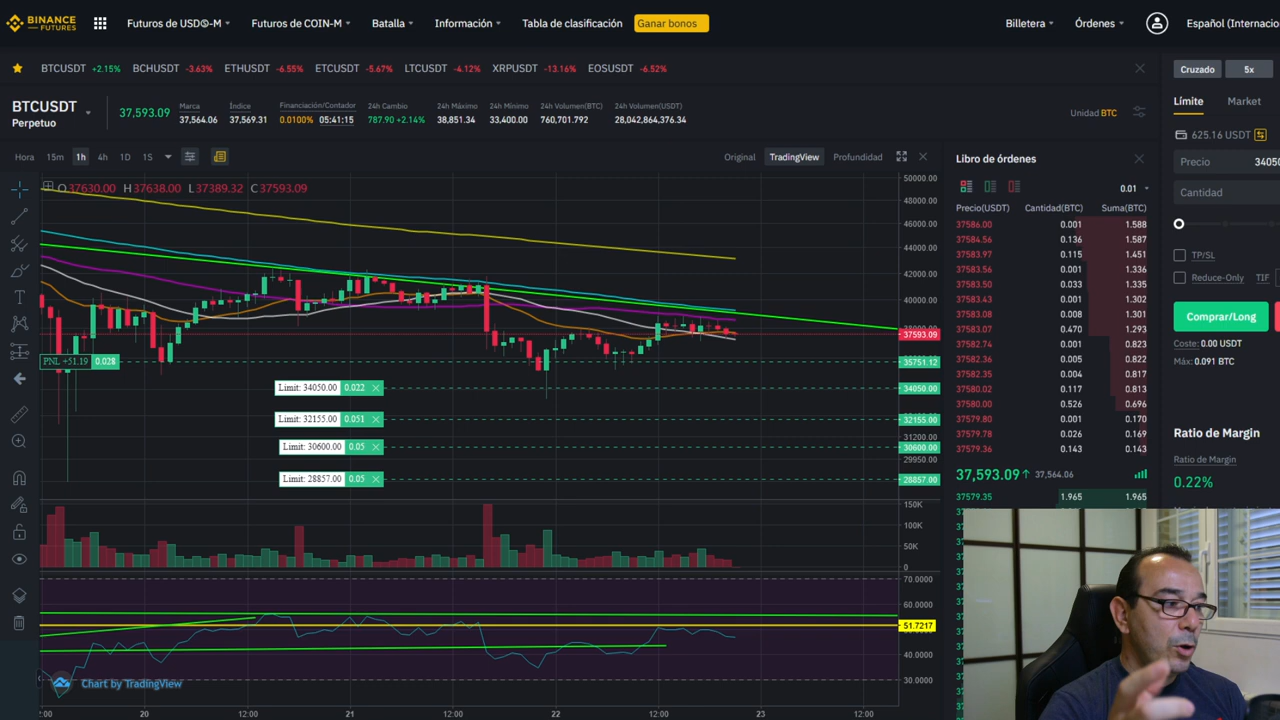 BINANCE
FUTURES
Futuros de USDⓈ-M
Futuros de COIN-M
Batalla
Información
Tabla de clasificación
Ganar bonos
Billetera
Órdenes
Español (Internacio
BTCUSDT +2.15% BCHUSDT -3.63% ETHUSDT -6.55% ETCUSDT -5.67% LTCUSDT -4.12% XRPUSDT -13.16% EOSUSDT -6.52%
BTCUSDT
Perpetuo
37,593.09
Marca
37,564.06
Índice
37,569.31
Financiación/Contador
0.0100% 05:41:15
24h Cambio
787.90 +2.14%
24h Máximo
38,851.34
24h Mínimo
33,400.00
24h Volumen(BTC)
760,701.792
24h Volumen(USDT)
28,042,864,376.34
Unidad BTC
Hora 15m 1h 4h 1D 1S
Original TradingView Profundidad
O37630.00 H37638.00 L37389.32 C37593.09
50000.00
48000.00
46000.00
44000.00
42000.00
40000.00
37593.09
PNL +51.19 0.028
35751.12
Limit: 34050.00 0.022
34050.00
Limit: 32155.00 0.051
32155.00
31200.00
Limit: 30600.00 0.05
30600.00
29950.00
Limit: 28857.00 0.05
28857.00
150K
100K
50K
0
70.0000
60.0000
51.7217
40.0000
30.0000
Chart by TradingView
:00 20 12:00 21 12:00 22 12:00 23 12:00
Libro de órdenes
0.01
Precio(USDT) Cantidad(BTC) Suma(BTC)
37586.00 0.001 1.588
37584.56 0.136 1.587
37583.97 0.115 1.451
37583.56 0.001 1.336
37583.50 0.033 1.335
37583.43 0.001 1.302
37583.08 0.008 1.301
37583.07 0.470 1.293
37582.74 0.001 0.823
37582.36 0.005 0.822
37582.35 0.004 0.817
37580.02 0.117 0.813
37580.00 0.526 0.696
37579.80 0.001 0.170
37579.78 0.026 0.169
37579.36 0.143 0.143
37,593.09 37,564.06
37579.35 1.965 1.965
Cruzado 5x
Límite Market
625.16 USDT
Precio 34050
Cantidad
TP/SL
Reduce-Only TIF
Comprar/Long
Coste: 0.00 USDT
Máx: 0.091 BTC
Ratio de Margin
Ratio de Margin
0.22%